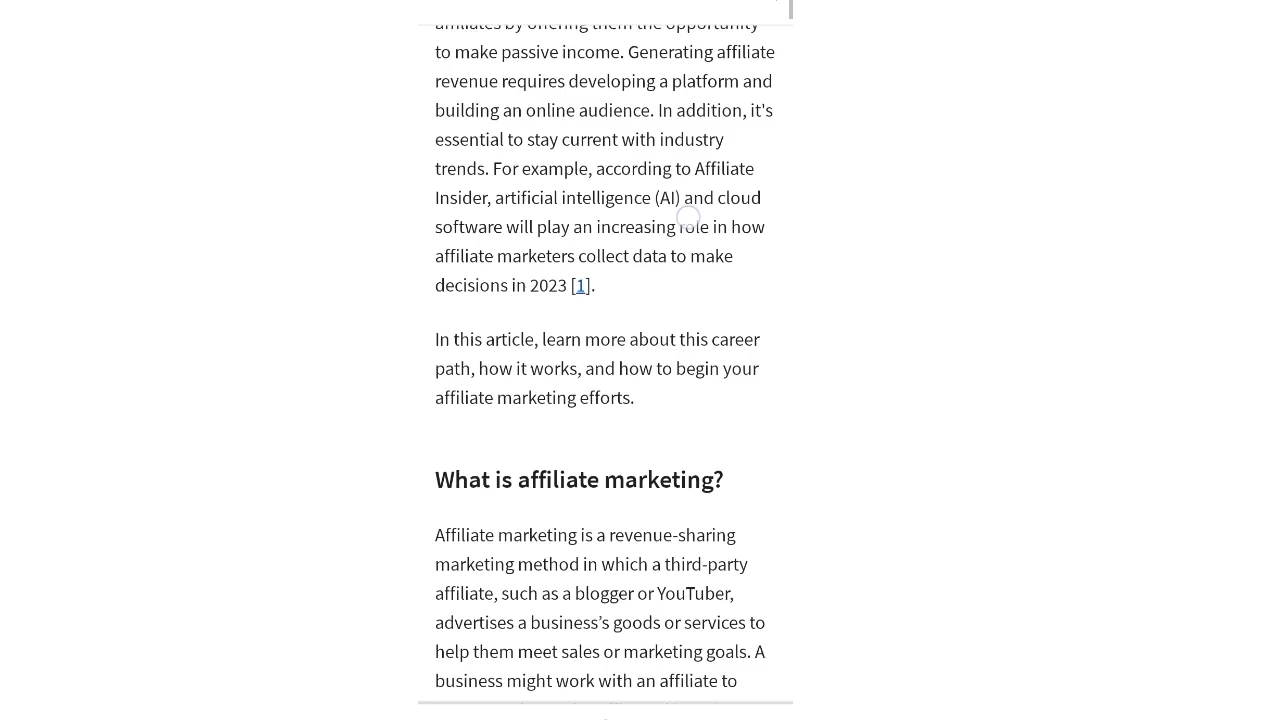 affiliates by offering them the opportunity
to make passive income. Generating affiliate
revenue requires developing a platform and
building an online audience. In addition, it's
essential to stay current with industry
trends. For example, according to Affiliate
Insider, artificial intelligence (AI) and cloud
software will play an increasing role in how
affiliate marketers collect data to make
decisions in 2023 [1].
In this article, learn more about this career
path, how it works, and how to begin your
affiliate marketing efforts.
What is affiliate marketing?
Affiliate marketing is a revenue-sharing
marketing method in which a third-party
affiliate, such as a blogger or YouTuber,
advertises a business’s goods or services to
help them meet sales or marketing goals. A
business might work with an affiliate to